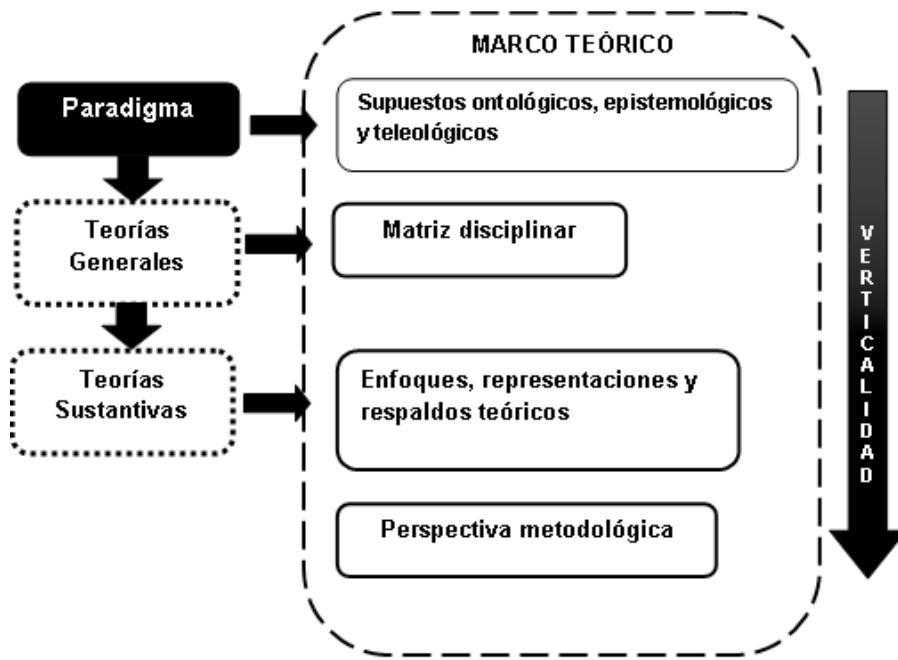 MARCO TEÓRICO
Paradigma
Supuestos ontológicos, epistemológicos
y teleológicos
Teorías
Generales
Matriz disciplinar
Teorías
Sustantivas
Enfoques, representaciones y
respaldos teóricos
Perspectiva metodológica
VERTICALIDAD